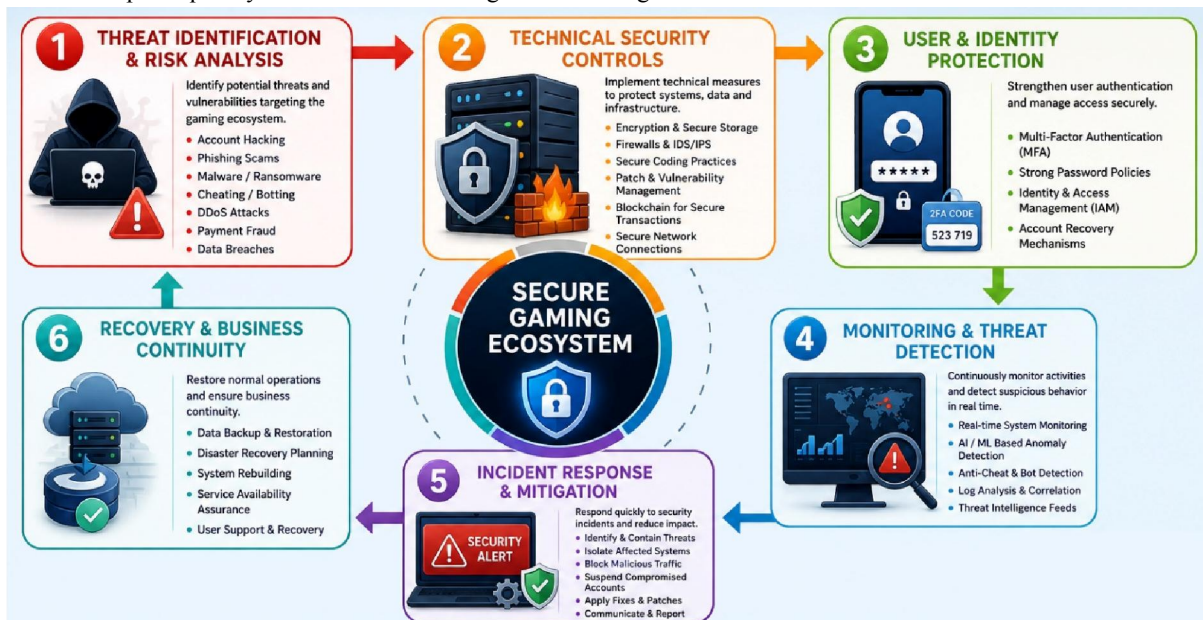 1
THREAT IDENTIFICATION
& RISK ANALYSIS
Identify potential threats and
vulnerabilities targeting the
gaming ecosystem.
• Account Hacking
• Phishing Scams
• Malware / Ransomware
• Cheating / Botting
• DDoS Attacks
• Payment Fraud
• Data Breaches
2
TECHNICAL SECURITY
CONTROLS
Implement technical measures
to protect systems, data and
infrastructure.
• Encryption & Secure Storage
• Firewalls & IDS/IPS
• Secure Coding Practices
• Patch & Vulnerability
Management
• Blockchain for Secure
Transactions
• Secure Network
Connections
3
USER & IDENTITY
PROTECTION
Strengthen user authentication
and manage access securely.
• Multi-Factor Authentication
(MFA)
• Strong Password Policies
• Identity & Access
Management (IAM)
• Account Recovery
Mechanisms
*****
2FA CODE
523 719
SECURE
GAMING
ECOSYSTEM
4
MONITORING & THREAT
DETECTION
Continuously monitor activities
and detect suspicious behavior
in real time.
• Real-time System Monitoring
• AI / ML Based Anomaly
Detection
• Anti-Cheat & Bot Detection
• Log Analysis & Correlation
• Threat Intelligence Feeds
5
INCIDENT RESPONSE
& MITIGATION
Respond quickly to security
incidents and reduce impact.
• Identify & Contain Threats
• Isolate Affected Systems
• Block Malicious Traffic
• Suspend Compromised
Accounts
• Apply Fixes & Patches
• Communicate & Report
SECURITY
ALERT
6
RECOVERY & BUSINESS
CONTINUITY
Restore normal operations
and ensure business
continuity.
• Data Backup & Restoration
• Disaster Recovery Planning
• System Rebuilding
• Service Availability
Assurance
• User Support & Recovery